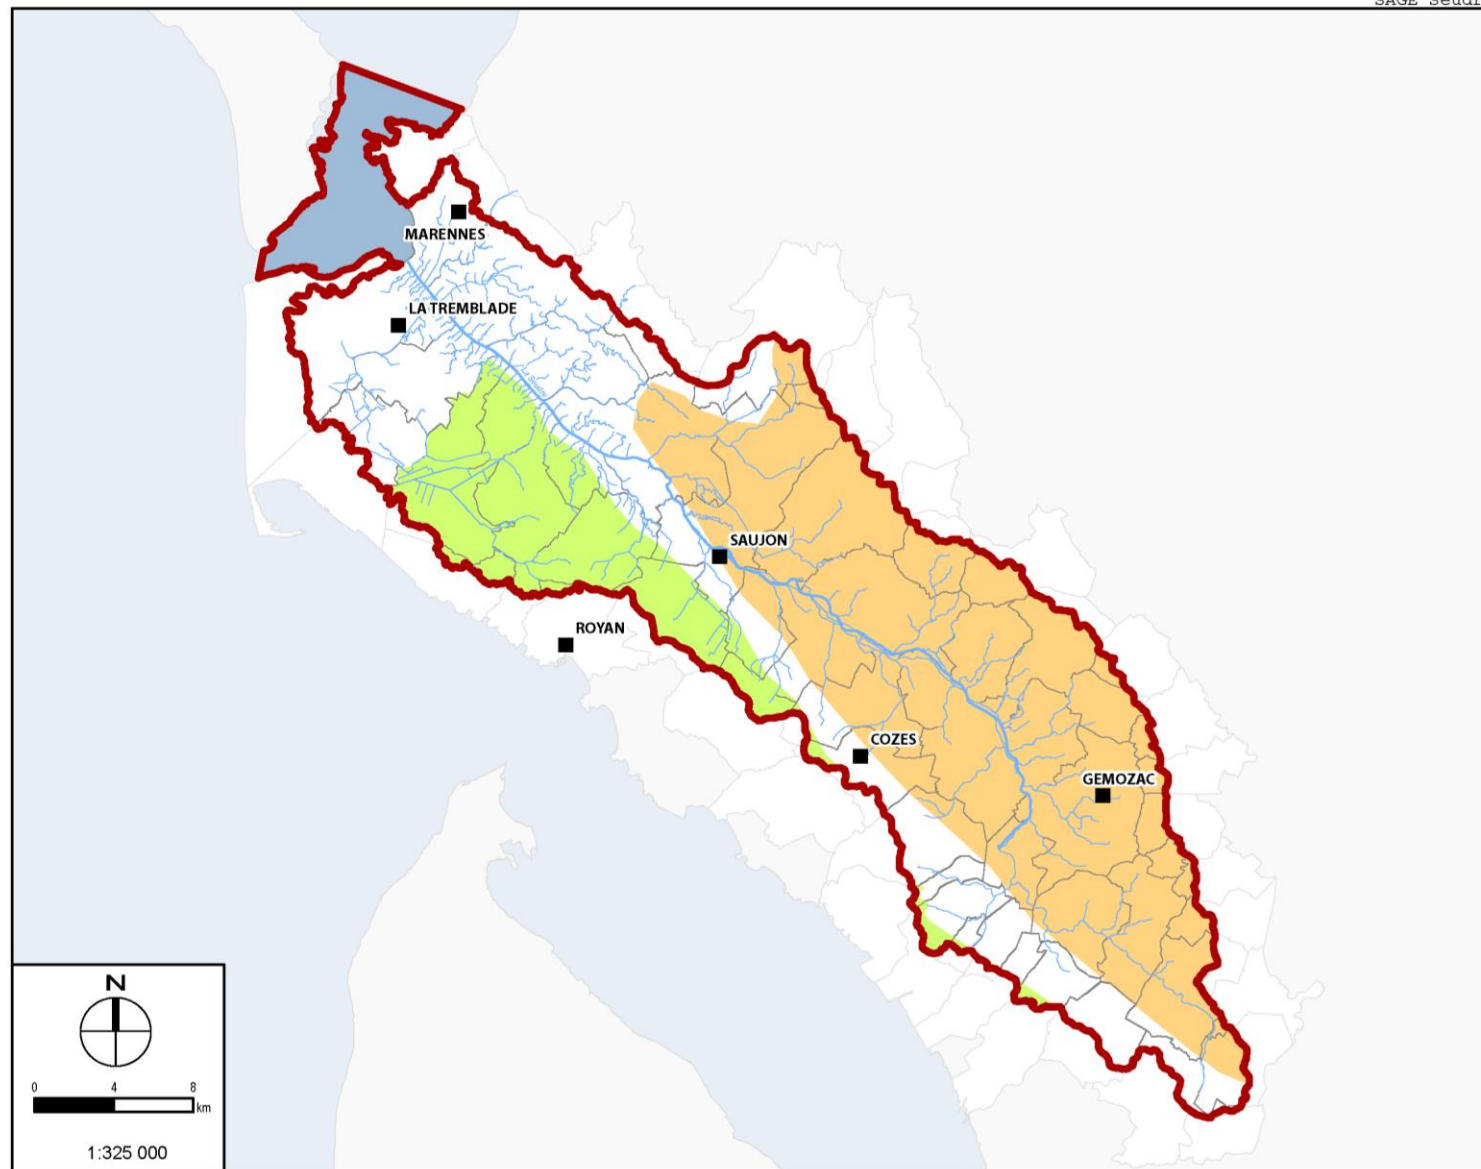 MARENNES
LA TREMBLADE
SAUJON
ROYAN
COZES
GEMOZAC
N
0 4 8
km
1:325 000